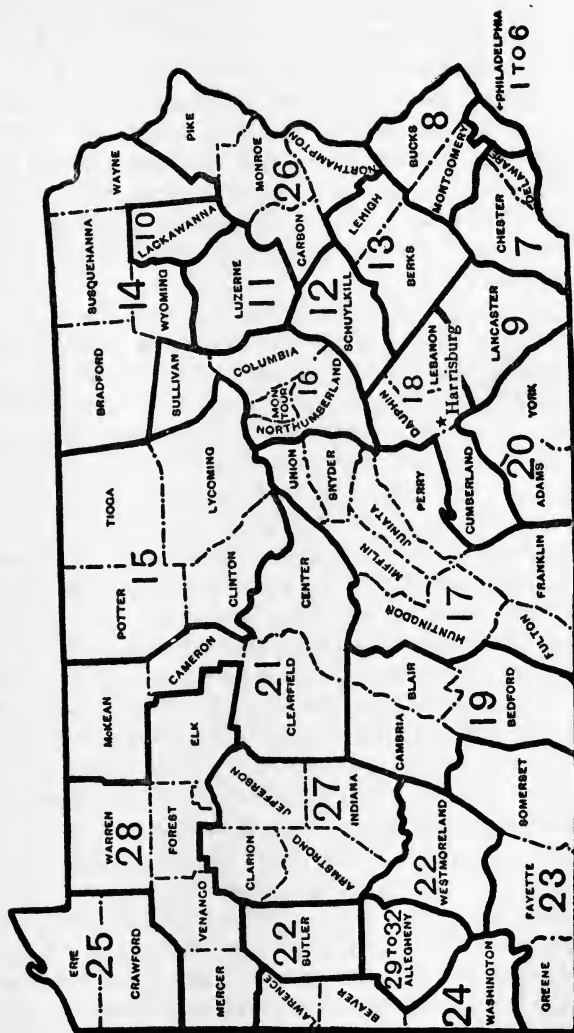 ERIE
25
CRAWFORD
WARREN
28
McKEAN
POTTER
15
TIOGA
BRADFORD
SUSQUEHANNA
WAYNE
14
WYOMING
10
LACKAWANNA
PIKE
MERCER
VENANGO
FOREST
ELK
CAMERON
CLINTON
LYCOMING
SULLIVAN
COLUMBIA
LUZERNE
11
MONROE
26
CARBON
NORTHAMPTON
LAWRENCE
BEAVER
22
BUTLER
CLARION
ARMSTRONG
JEFFERSON
27
INDIANA
21
CLEARFIELD
CENTER
UNION
SNYDER
MON
TOUR
16
NORTHUMBERLAND
12
SCHUYLKILL
LEHIGH
13
BERKS
BUCKS
8
MONTGOMERY
29 TO 32
ALLEGHENY
22
WESTMORELAND
CAMBRIA
BLAIR
HUNTINGDON
17
MIFFLIN
JUNIATA
PERRY
DAUPHIN
18
LEBANON
Harrisburg
CUMBERLAND
24
WASHINGTON
GREENE
FAYETTE
23
SOMERSET
19
BEDFORD
FULTON
FRANKLIN
20
ADAMS
YORK
LANCASTER
9
CHESTER
7
PHILADELPHIA
1 TO 6